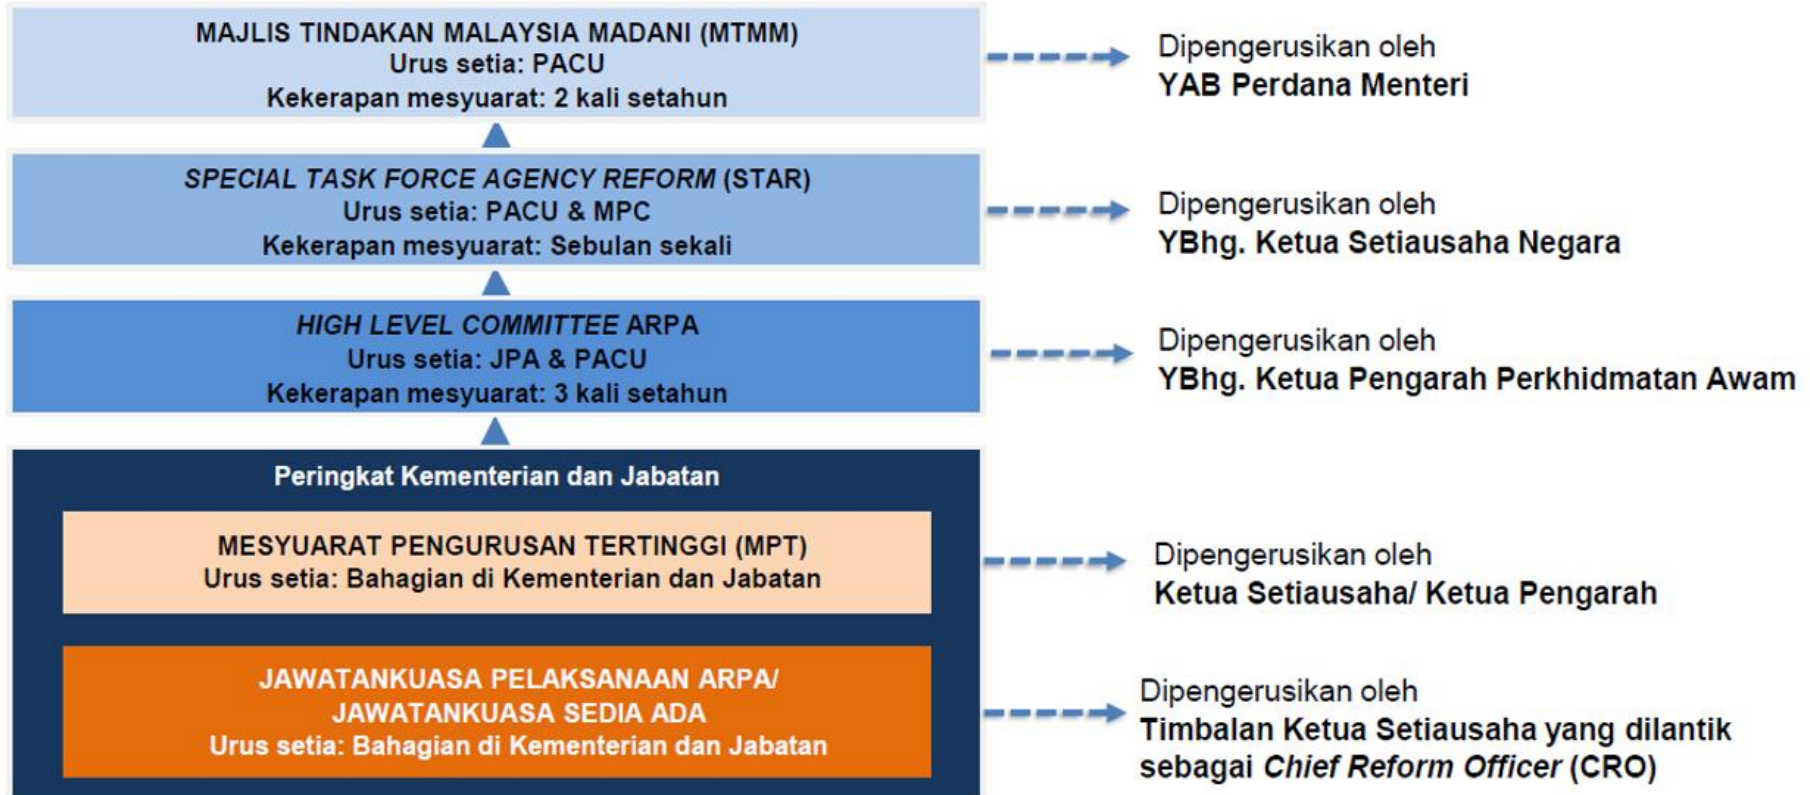 MAJLIS TINDAKAN MALAYSIA MADANI (MTMM)
Urus setia: PACU
Kekerapan mesyuarat: 2 kali setahun
Dipengerusikan oleh
YAB Perdana Menteri
SPECIAL TASK FORCE AGENCY REFORM (STAR)
Urus setia: PACU & MPC
Kekerapan mesyuarat: Sebulan sekali
Dipengerusikan oleh
YBhg. Ketua Setiausaha Negara
HIGH LEVEL COMMITTEE ARPA
Urus setia: JPA & PACU
Kekerapan mesyuarat: 3 kali setahun
Dipengerusikan oleh
YBhg. Ketua Pengarah Perkhidmatan Awam
Peringkat Kementerian dan Jabatan
MESYUARAT PENGURUSAN TERTINGGI (MPT)
Urus setia: Bahagian di Kementerian dan Jabatan
Dipengerusikan oleh
Ketua Setiausaha/ Ketua Pengarah
JAWATANKUASA PELAKSANAAN ARPA/
JAWATANKUASA SEDIA ADA
Urus setia: Bahagian di Kementerian dan Jabatan
Dipengerusikan oleh
Timbalan Ketua Setiausaha yang dilantik
sebagai Chief Reform Officer (CRO)